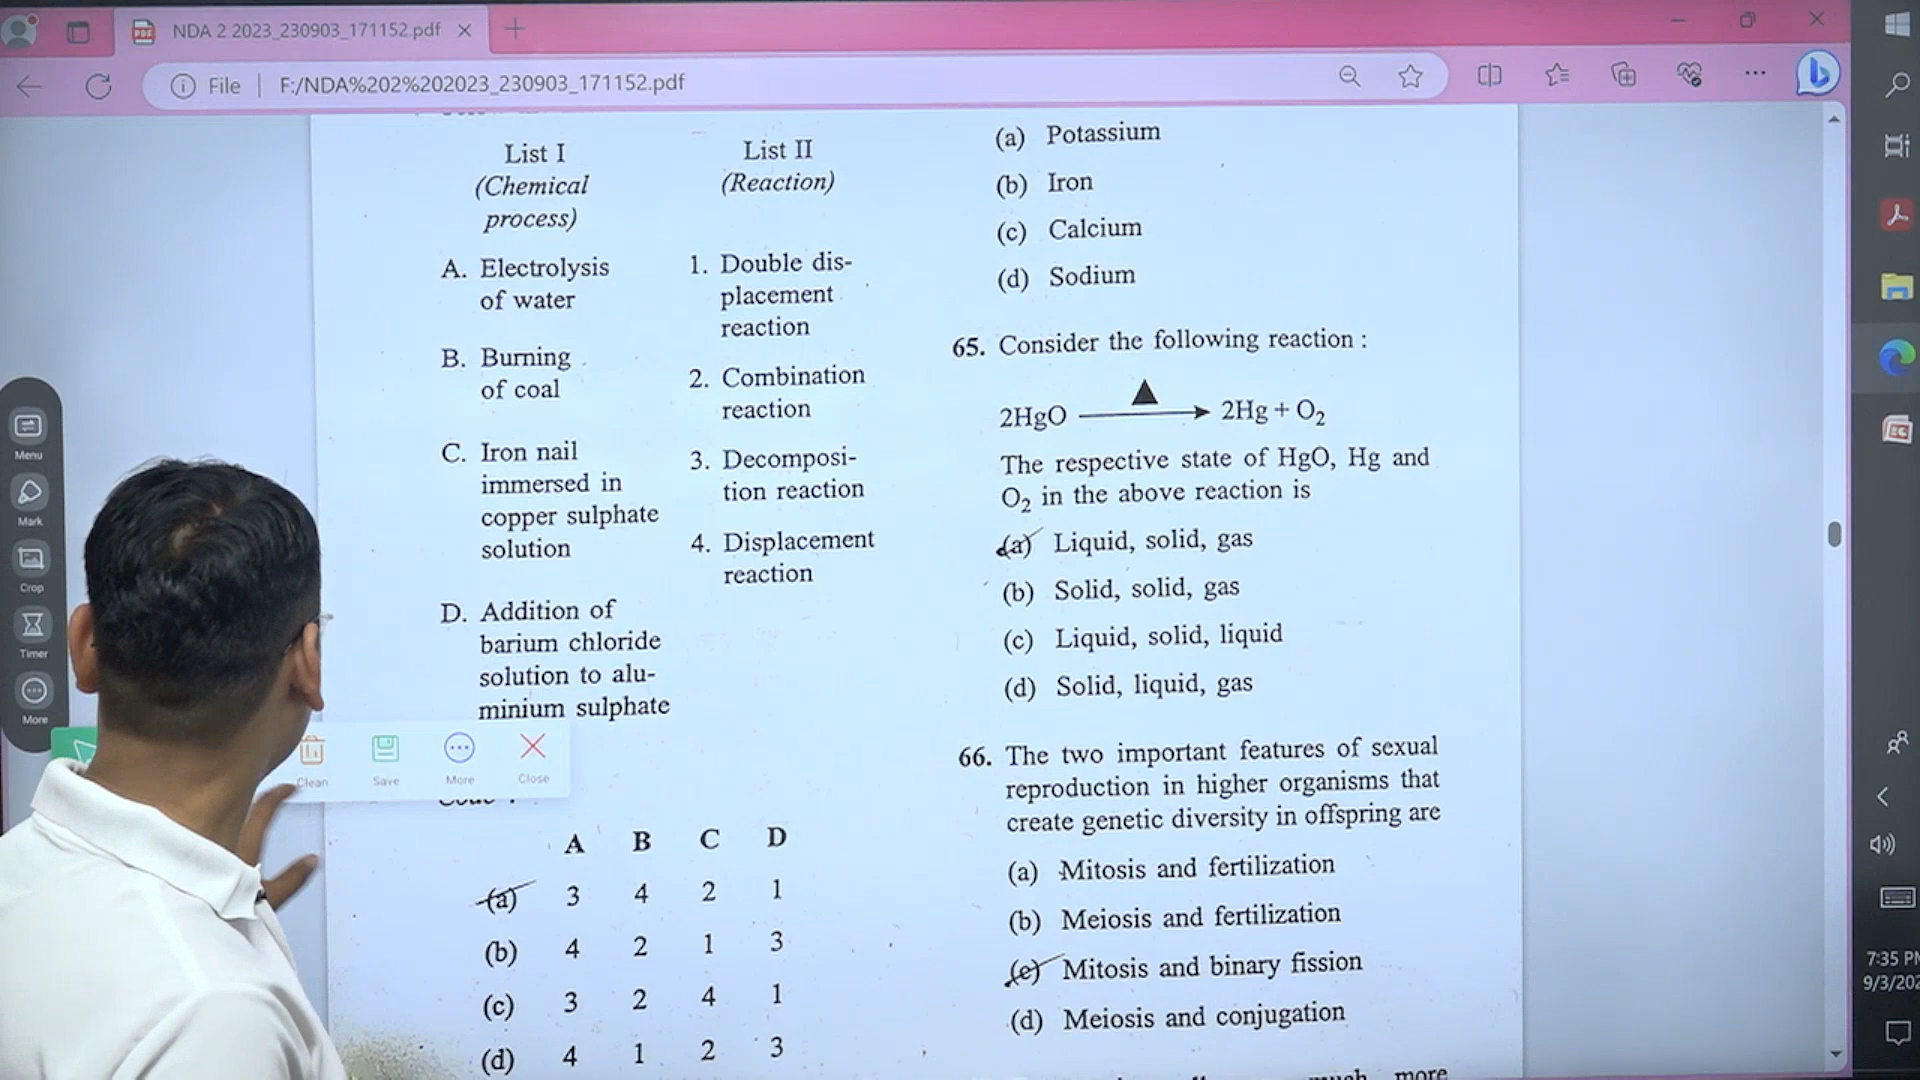 NDA 2 2023_230903_171152.pdf
File
F:/NDA%202%202023_230903_171152.pdf
List I
(Chemical
process)
List II
(Reaction)
A. Electrolysis
of water
B. Burning
of coal
C. Iron nail
immersed in
copper sulphate
solution
D. Addition of
barium chloride
solution to alu-
minium sulphate
1. Double dis-
placement
reaction
2. Combination
reaction
3. Decomposi-
tion reaction
4. Displacement
reaction
A B C D
(a) 3 4 2 1
(b) 4 2 1 3
(c) 3 2 4 1
(d) 4 1 2 3
(a) Potassium
(b) Iron
(c) Calcium
(d) Sodium
65. Consider the following reaction :
2HgO ▲→ 2Hg + O₂
The respective state of HgO, Hg and
O₂ in the above reaction is
(a) Liquid, solid, gas
(b) Solid, solid, gas
(c) Liquid, solid, liquid
(d) Solid, liquid, gas
66. The two important features of sexual
reproduction in higher organisms that
create genetic diversity in offspring are
(a) Mitosis and fertilization
(b) Meiosis and fertilization
(c) Mitosis and binary fission
(d) Meiosis and conjugation
more
Menu
Mark
Crop
Timer
More
Clean
Save
More
Close
7:35 PM
9/3/202